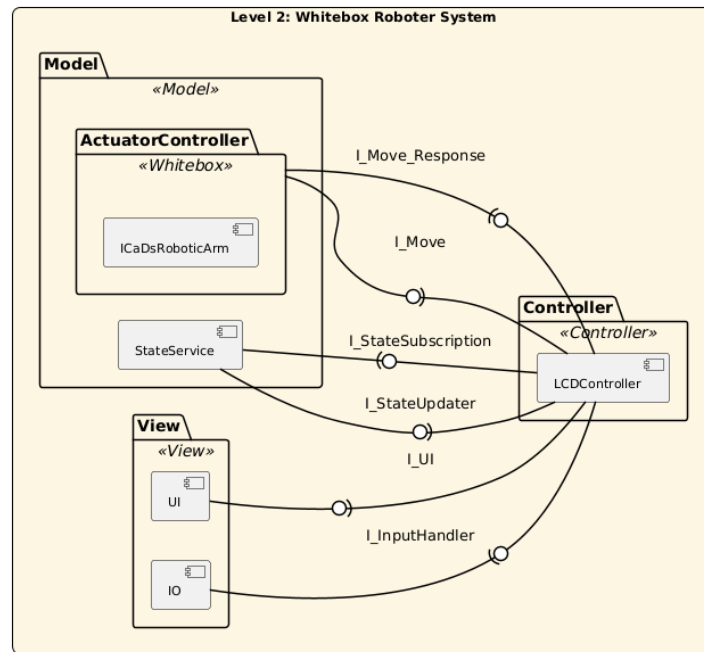 Level 2: Whitebox Roboter System
Model
«Model»
ActuatorController
«Whitebox»
ICaDsRoboticArm
StateService
I_Move_Response
I_Move
I_StateSubscription
I_StateUpdater
I_UI
I_InputHandler
Controller
«Controller»
LCDController
View
«View»
UI
IO